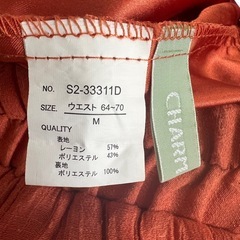 NO. S2-33311D
SIZE. ウエスト 64~70
M
QUALITY
表地
レーヨン 57%
ポリエステル 43%
裏地
ポリエステル 100%